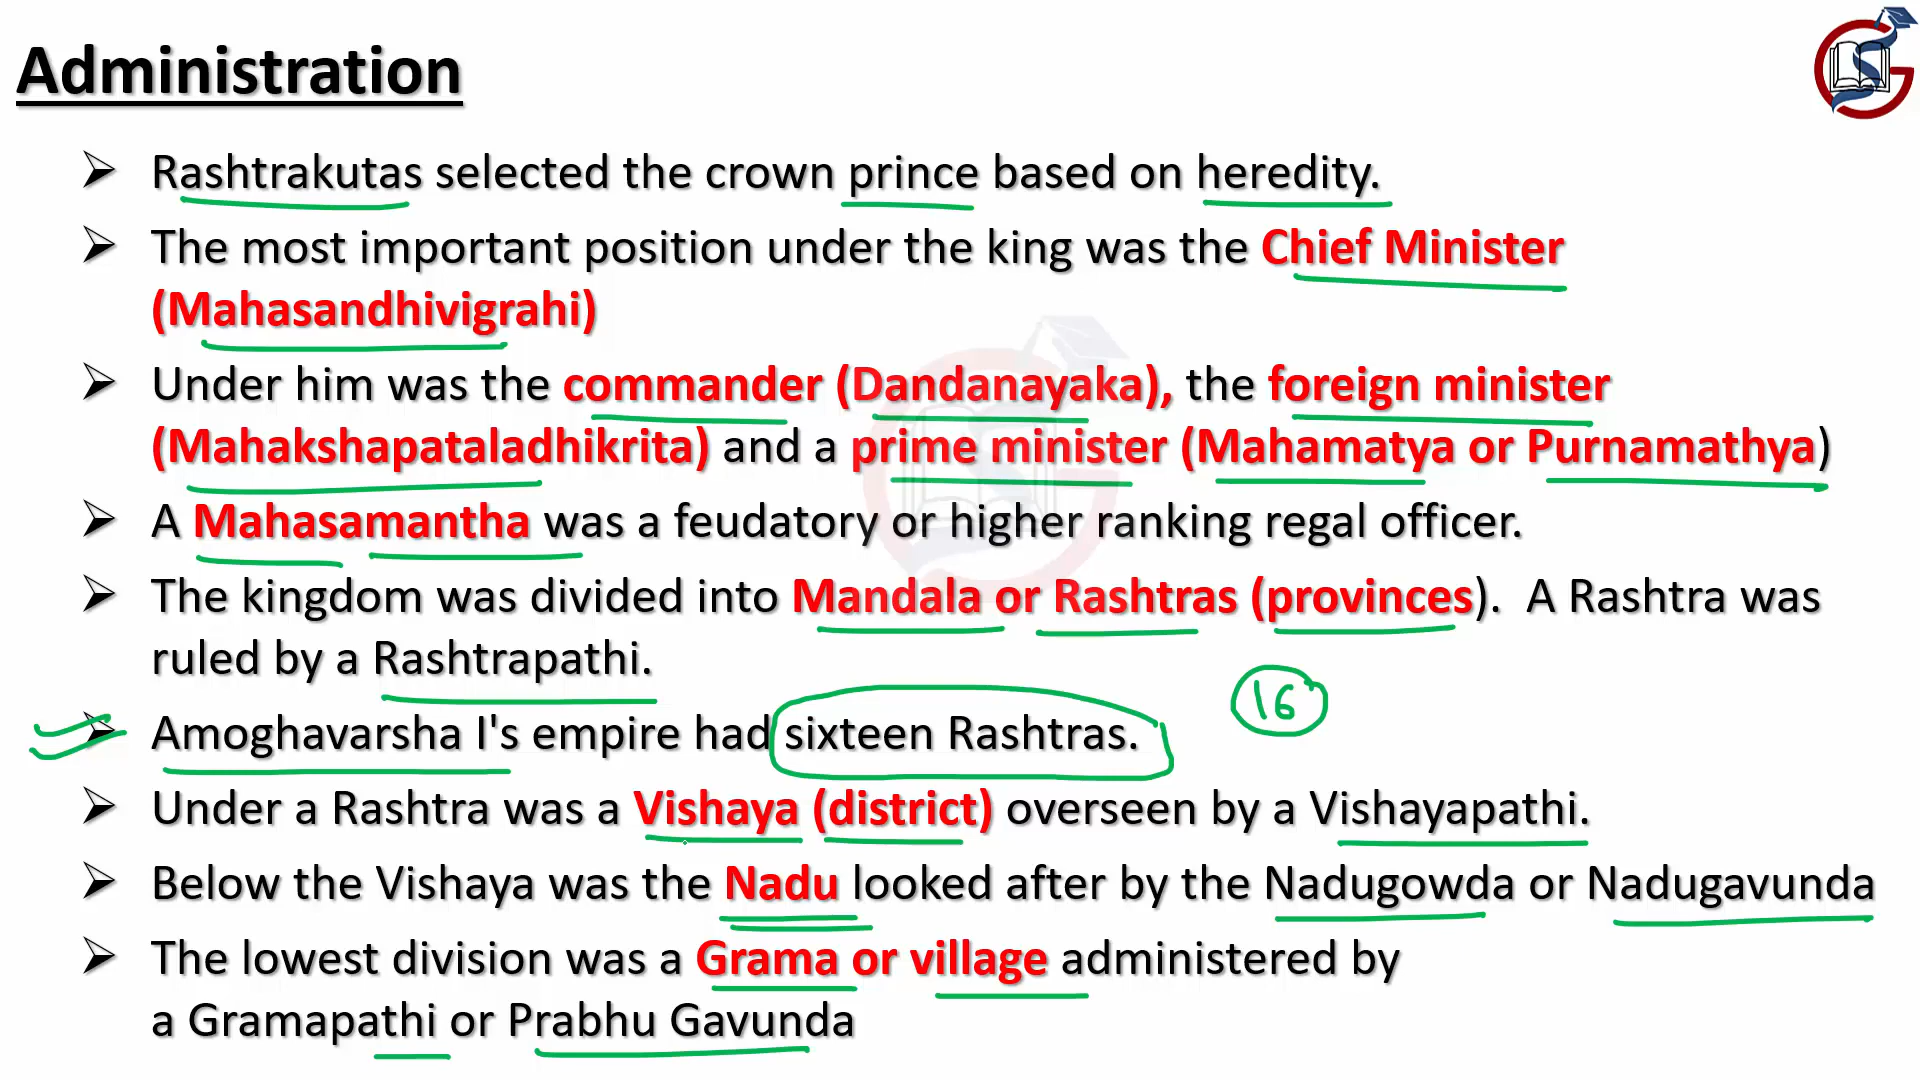 Administration
➢ Rashtrakutas selected the crown prince based on heredity.
➢ The most important position under the king was the Chief Minister
(Mahasandhivigrahi)
➢ Under him was the commander (Dandanayaka), the foreign minister
(Mahakshapataladhikrita) and a prime minister (Mahamatya or Purnamathya)
➢ A Mahasamantha was a feudatory or higher ranking regal officer.
➢ The kingdom was divided into Mandala or Rashtras (provinces). A Rashtra was
ruled by a Rashtrapathi.
16
➢ Amoghavarsha I's empire had sixteen Rashtras.
➢ Under a Rashtra was a Vishaya (district) overseen by a Vishayapathi.
➢ Below the Vishaya was the Nadu looked after by the Nadugowda or Nadugavunda
➢ The lowest division was a Grama or village administered by
a Gramapathi or Prabhu Gavunda